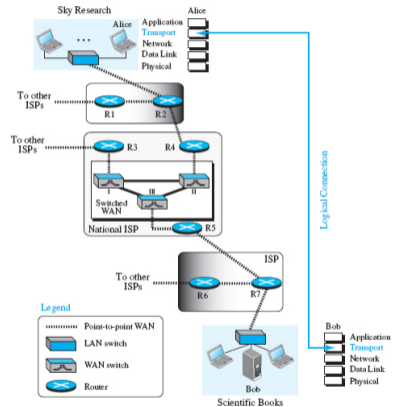 Sky Research
Alice
Alice
Application
Transport
Network
Data Link
Physical
To other
ISPs
R1
R2
To other
ISPs
R3
R4
I
III
II
Switched
WAN
National ISP
R5
ISP
To other
ISPs
R6
R7
Logical Connection
Legend
Point-to-point WAN
LAN switch
WAN switch
Router
Bob
Scientific Books
Bob
Application
Transport
Network
Data Link
Physical